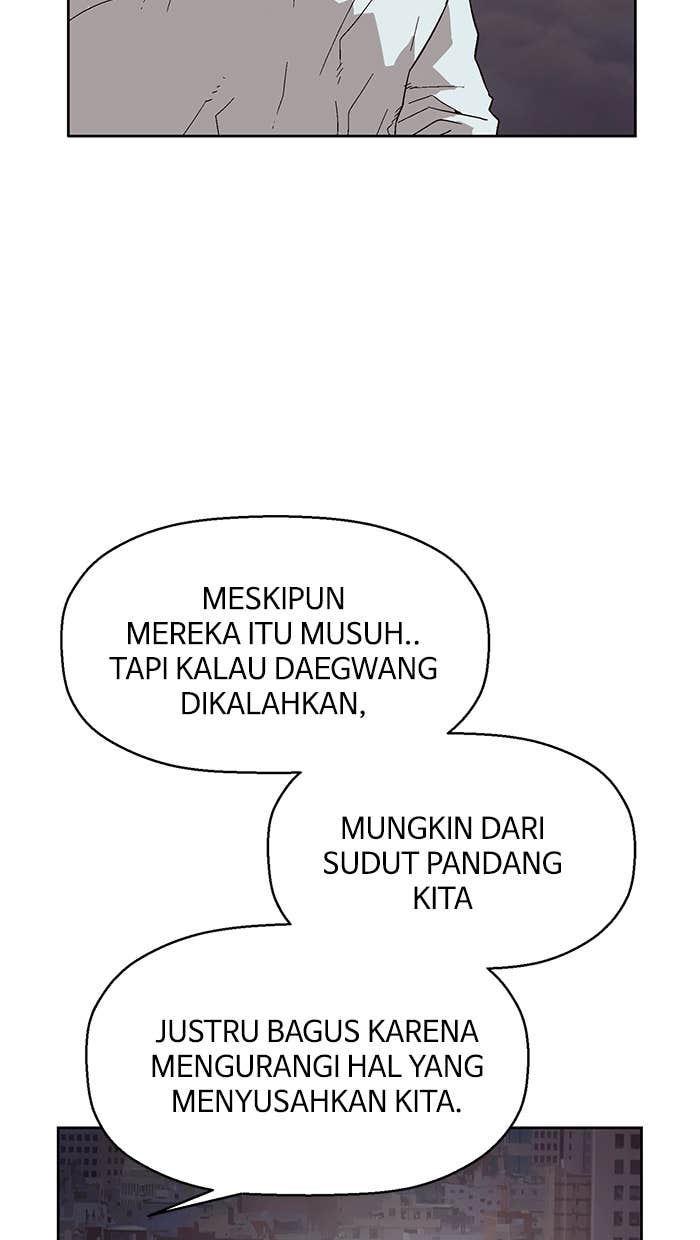 MESKIPUN
MEREKA ITU MUSUH..
TAPI KALAU DAEGWANG
DIKALAHKAN,
MUNGKIN DARI
SUDUT PANDANG
KITA
JUSTRU BAGUS KARENA
MENGURANGI HAL YANG
MENYUSAHKAN KITA.